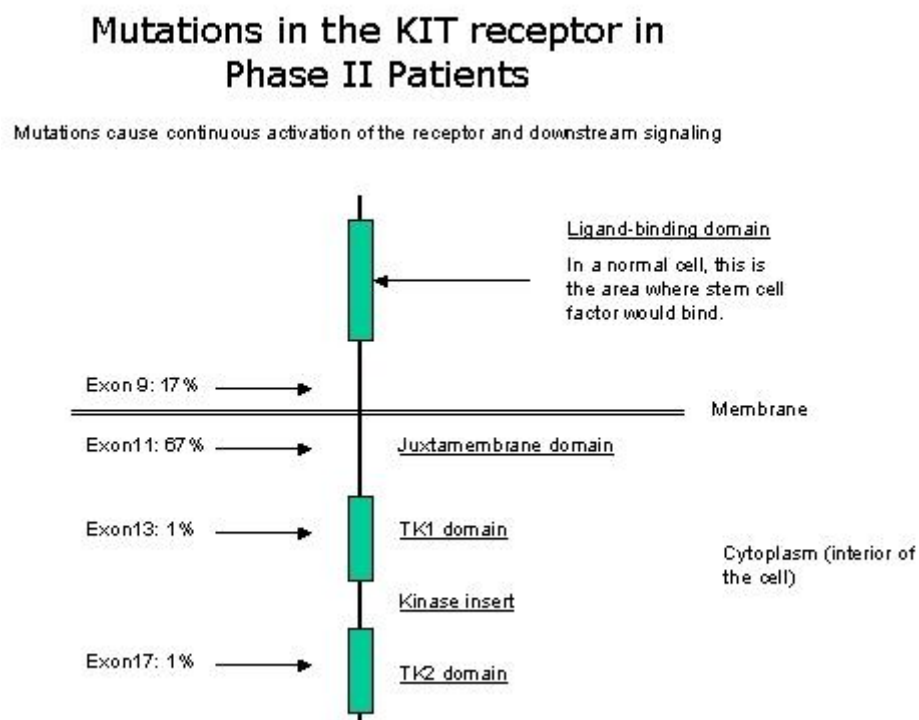 Mutations in the KIT receptor in
Phase II Patients
Mutations cause continuous activation of the receptor and downstream signaling
Ligand-binding domain
In a normal cell, this is
the area where stem cell
factor would bind.
Exon 9: 17%
Membrane
Exon11: 67%
Juxtamembrane domain
Exon13: 1%
TK1 domain
Cytoplasm (interior of
the cell)
Kinase insert
Exon17: 1%
TK2 domain